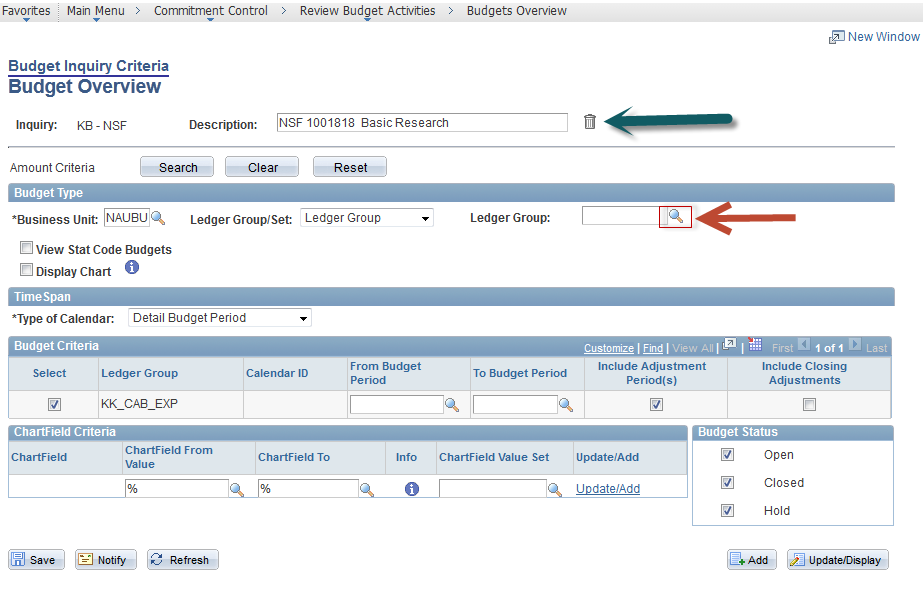 Favorites Main Menu > Commitment Control > Review Budget Activities > Budgets Overview
New Window
Budget Inquiry Criteria
Budget Overview
Inquiry: KB - NSF Description: NSF 1001818 Basic Research
Amount Criteria Search Clear Reset
Budget Type
*Business Unit: NAUBU Ledger Group/Set: Ledger Group Ledger Group:
View Stat Code Budgets
Display Chart
TimeSpan
*Type of Calendar: Detail Budget Period
Budget Criteria Customize | Find | View All | | First 1 of 1 Last
Select Ledger Group Calendar ID From Budget Period To Budget Period Include Adjustment Period(s) Include Closing Adjustments
KK_CAB_EXP
ChartField Criteria Budget Status
ChartField ChartField From Value ChartField To Info ChartField Value Set Update/Add
% % Update/Add
Open
Closed
Hold
Save Notify Refresh Add Update/Display